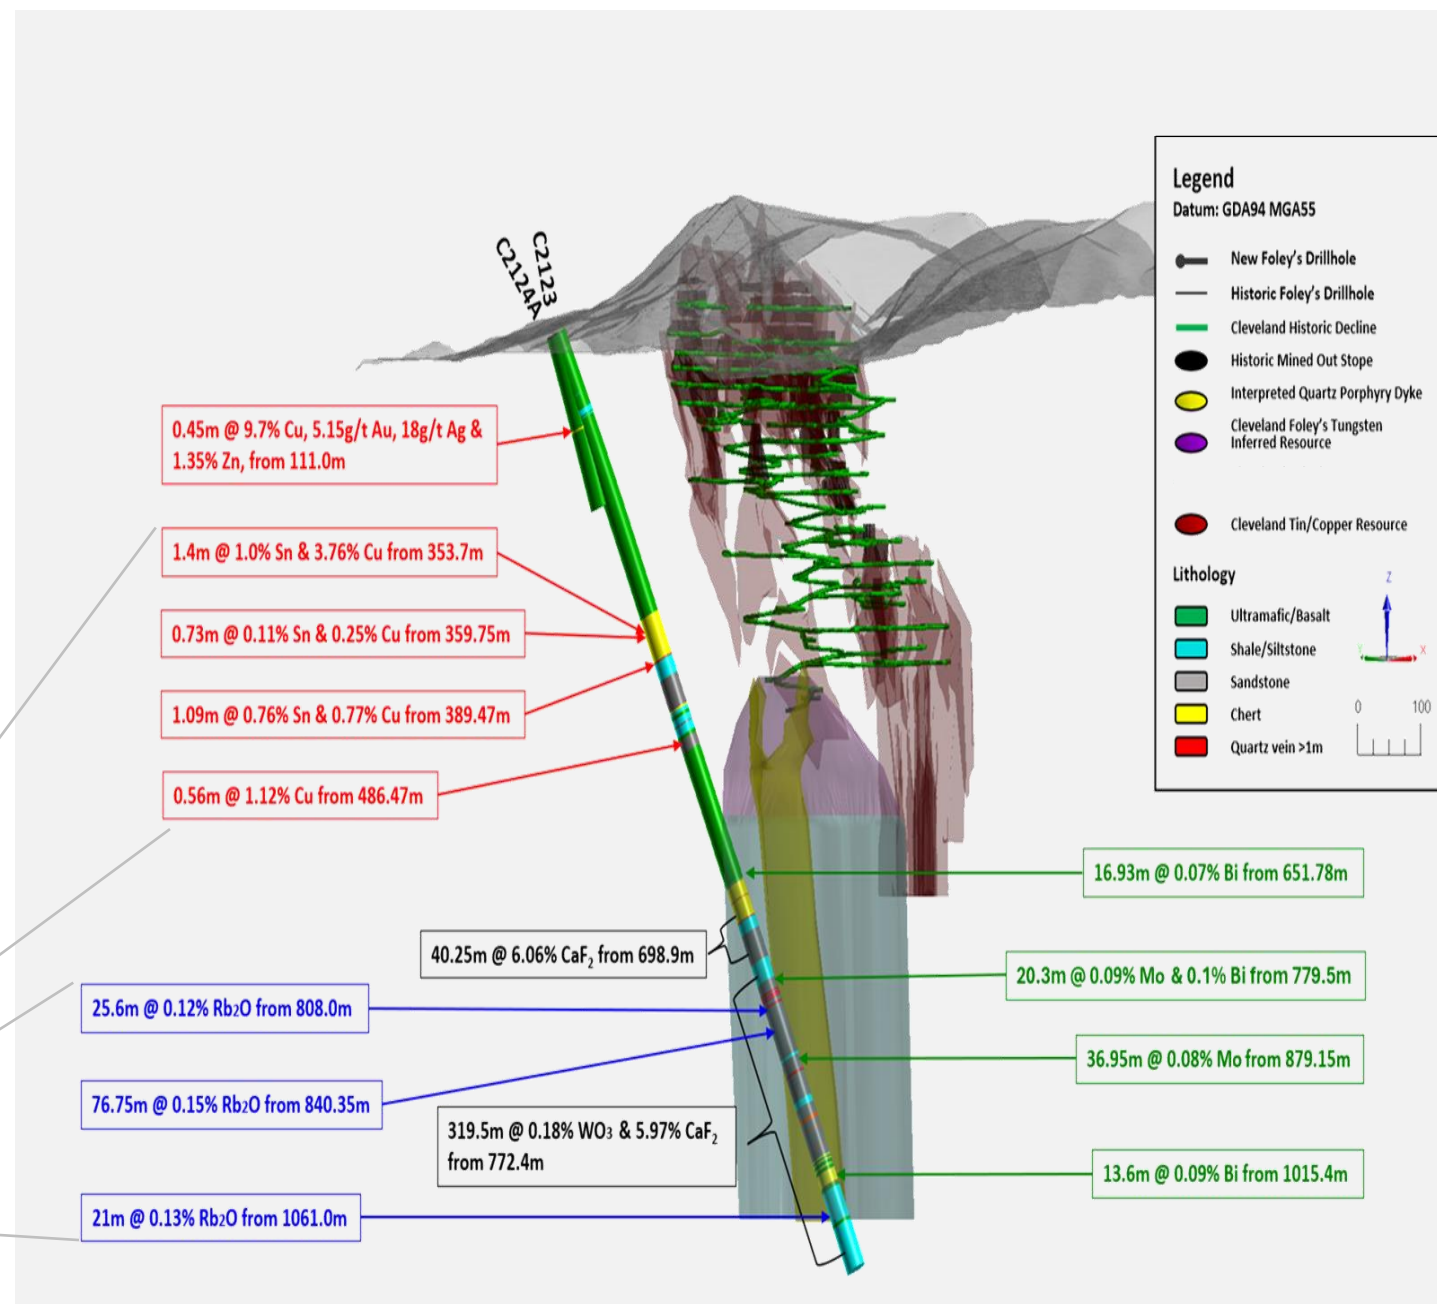 C2123
C2124A
0.45m @ 9.7% Cu, 5.15g/t Au, 18g/t Ag &
1.35% Zn, from 111.0m
1.4m @ 1.0% Sn & 3.76% Cu from 353.7m
0.73m @ 0.11% Sn & 0.25% Cu from 359.75m
1.09m @ 0.76% Sn & 0.77% Cu from 389.47m
0.56m @ 1.12% Cu from 486.47m
40.25m @ 6.06% CaF₂ from 698.9m
25.6m @ 0.12% Rb₂O from 808.0m
76.75m @ 0.15% Rb₂O from 840.35m
319.5m @ 0.18% WO₃ & 5.97% CaF₂
from 772.4m
21m @ 0.13% Rb₂O from 1061.0m
16.93m @ 0.07% Bi from 651.78m
20.3m @ 0.09% Mo & 0.1% Bi from 779.5m
36.95m @ 0.08% Mo from 879.15m
13.6m @ 0.09% Bi from 1015.4m
Legend
Datum: GDA94 MGA55
New Foley's Drillhole
Historic Foley's Drillhole
Cleveland Historic Decline
Historic Mined Out Stope
Interpreted Quartz Porphyry Dyke
Cleveland Foley's Tungsten
Inferred Resource
Cleveland Tin/Copper Resource
Lithology
Ultramafic/Basalt
Shale/Siltstone
Sandstone
Chert
Quartz vein >1m
Z
Y
X
0 100